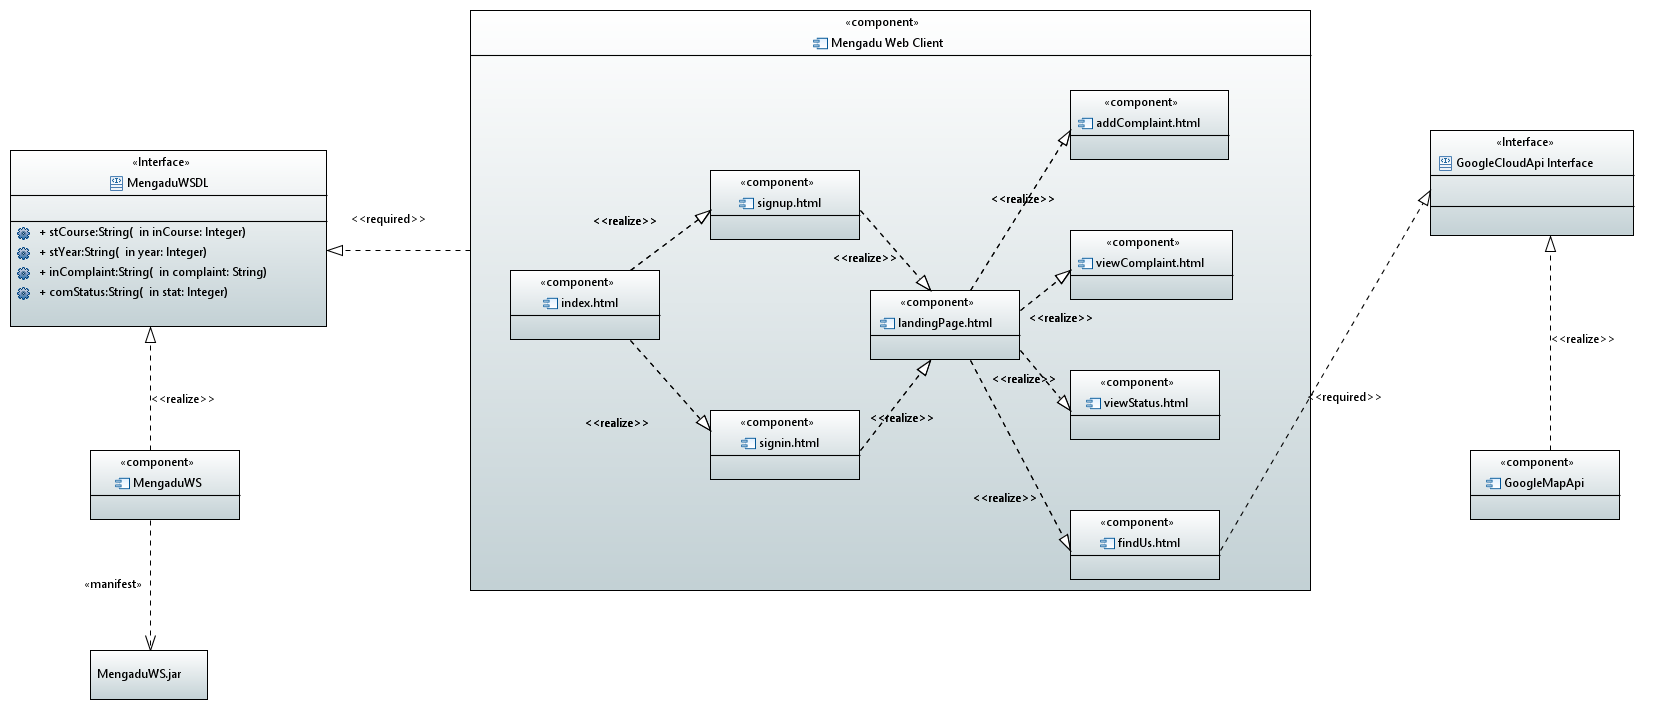 «component»
Mengadu Web Client
«Interface»
MengaduWSDL
+ stCourse:String( in inCourse: Integer)
+ stYear:String( in year: Integer)
+ inComplaint:String( in complaint: String)
+ comStatus:String( in stat: Integer)
<<required>>
<<realize>>
«component»
MengaduWS
«manifest»
MengaduWS.jar
«component»
index.html
<<realize>>
<<realize>>
«component»
signup.html
«component»
signin.html
<<realize>>
<<realize>>
«component»
landingPage.html
<<realize>>
<<realize>>
<<realize>>
<<realize>>
«component»
addComplaint.html
«component»
viewComplaint.html
«component»
viewStatus.html
«component»
findUs.html
<<required>>
«Interface»
GoogleCloudApi Interface
<<realize>>
«component»
GoogleMapApi